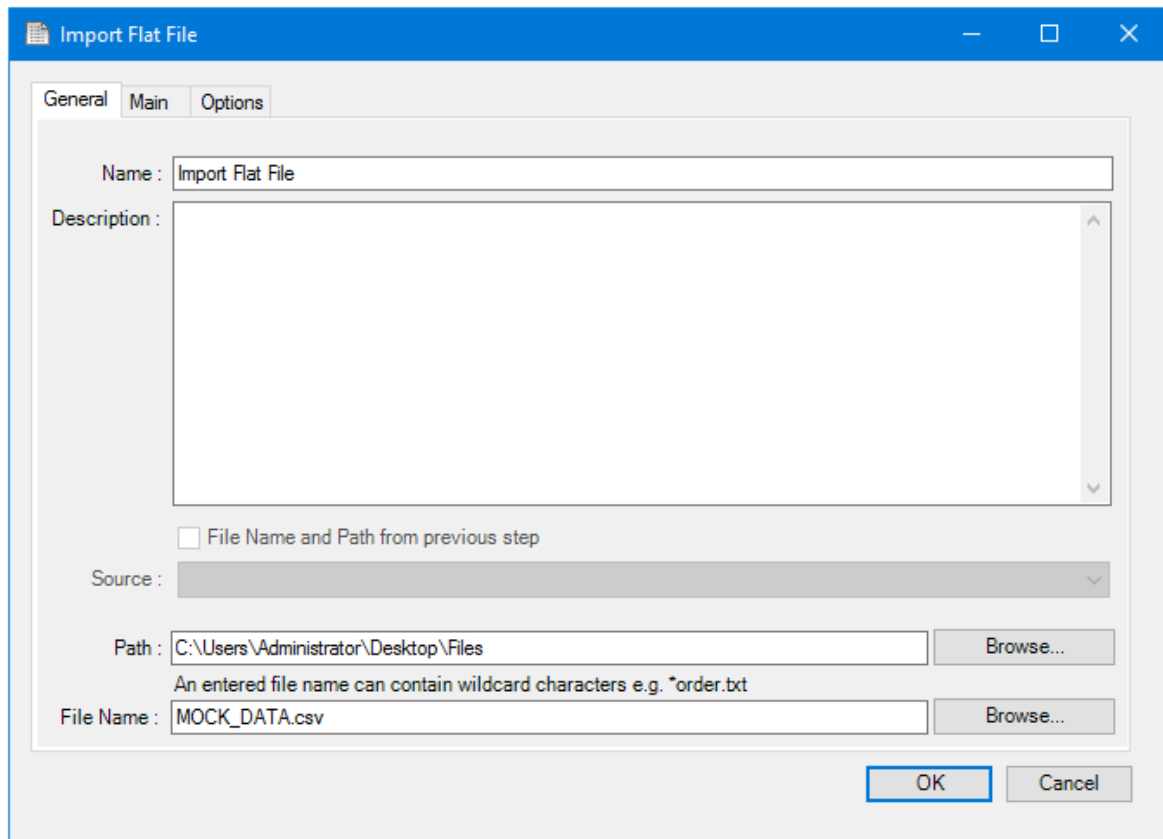 Import Flat File
General Main Options
Name : Import Flat File
Description :
File Name and Path from previous step
Source :
Path : C:\Users\Administrator\Desktop\Files Browse...
An entered file name can contain wildcard characters e.g. *order.txt
File Name : MOCK_DATA.csv Browse...
OK Cancel